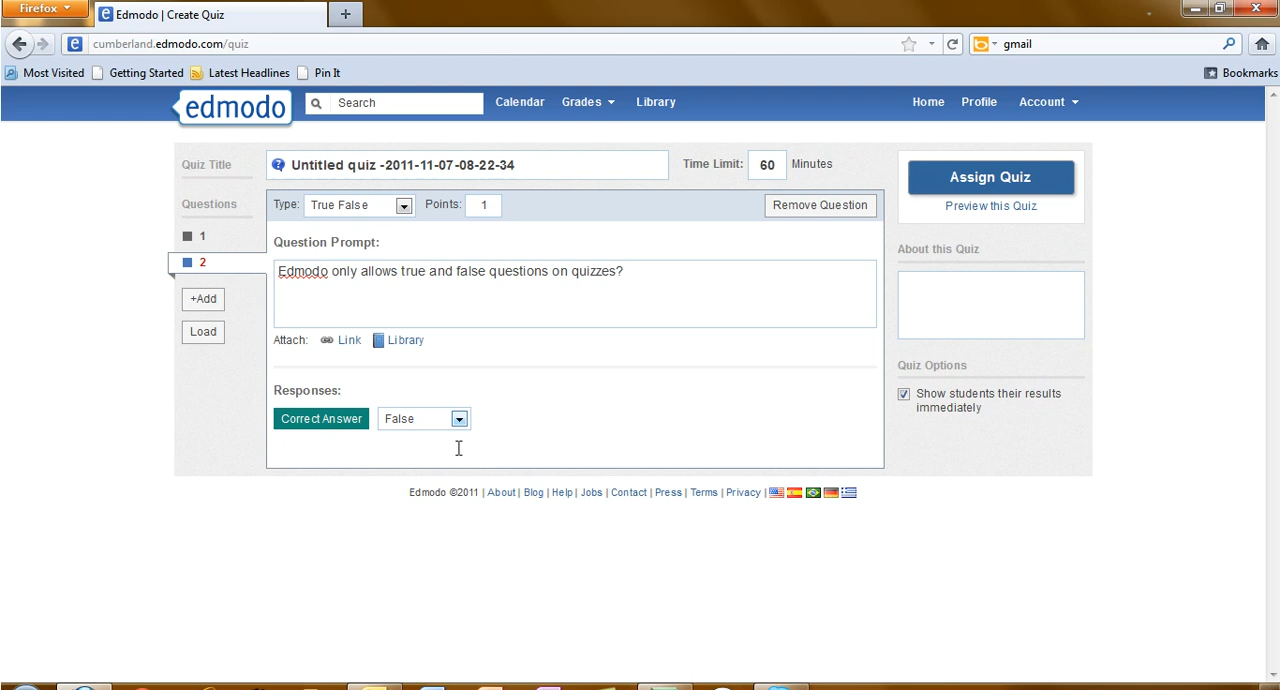 Firefox
Edmodo | Create Quiz
cumberland.edmodo.com/quiz
gmail
Most Visited Getting Started Latest Headlines Pin It Bookmarks
edmodo Search Calendar Grades Library Home Profile Account
Quiz Title Untitled quiz -2011-11-07-08-22-34 Time Limit: 60 Minutes
Assign Quiz
Preview this Quiz
Questions Type: True False Points: 1 Remove Question
1
Question Prompt:
About this Quiz
2
Edmodo only allows true and false questions on quizzes?
+Add
Load
Attach: Link Library
Quiz Options
Responses:
Show students their results
immediately
Correct Answer False
Edmodo ©2011 | About | Blog | Help | Jobs | Contact | Press | Terms | Privacy |